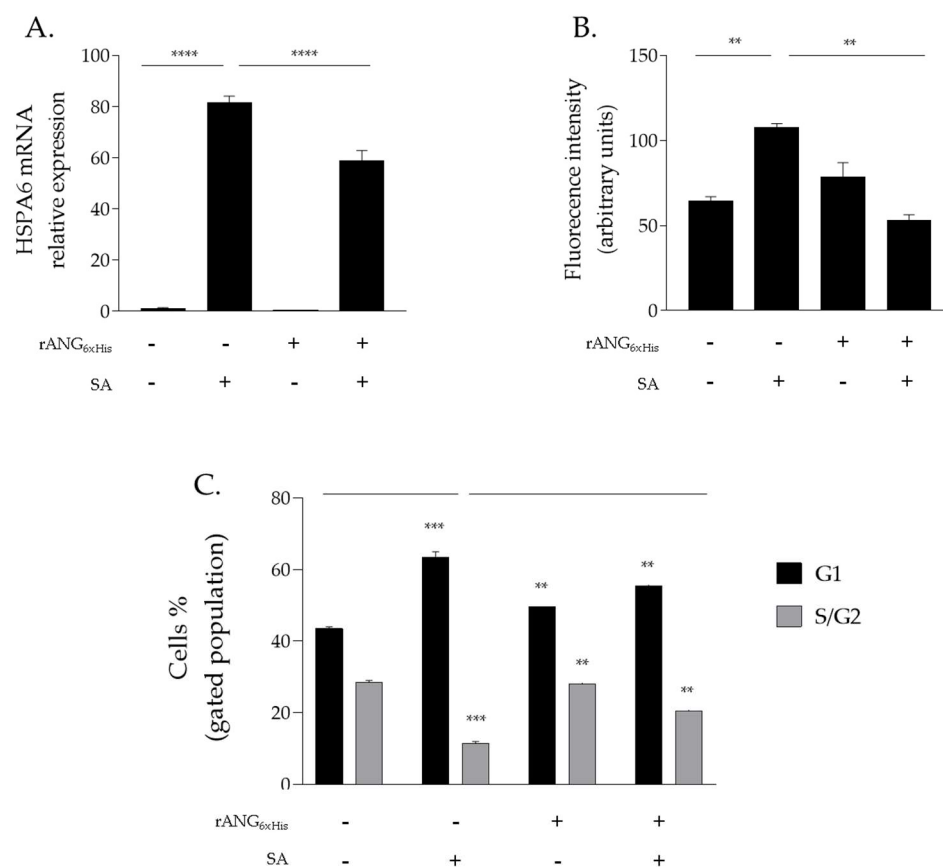 A.
**** ****
100
80
60
40
20
0
HSPA6 mRNA
relative expression
rANG6xHis - - + +
SA - + - +
B.
** **
150
100
50
0
Fluorecence intensity
(arbitrary units)
rANG6xHis - - + +
SA - + - +
C.
80
60
40
20
0
Cells %
(gated population)
*** ** **
*** ** **
G1
S/G2
rANG6xHis - - + +
SA - + - +